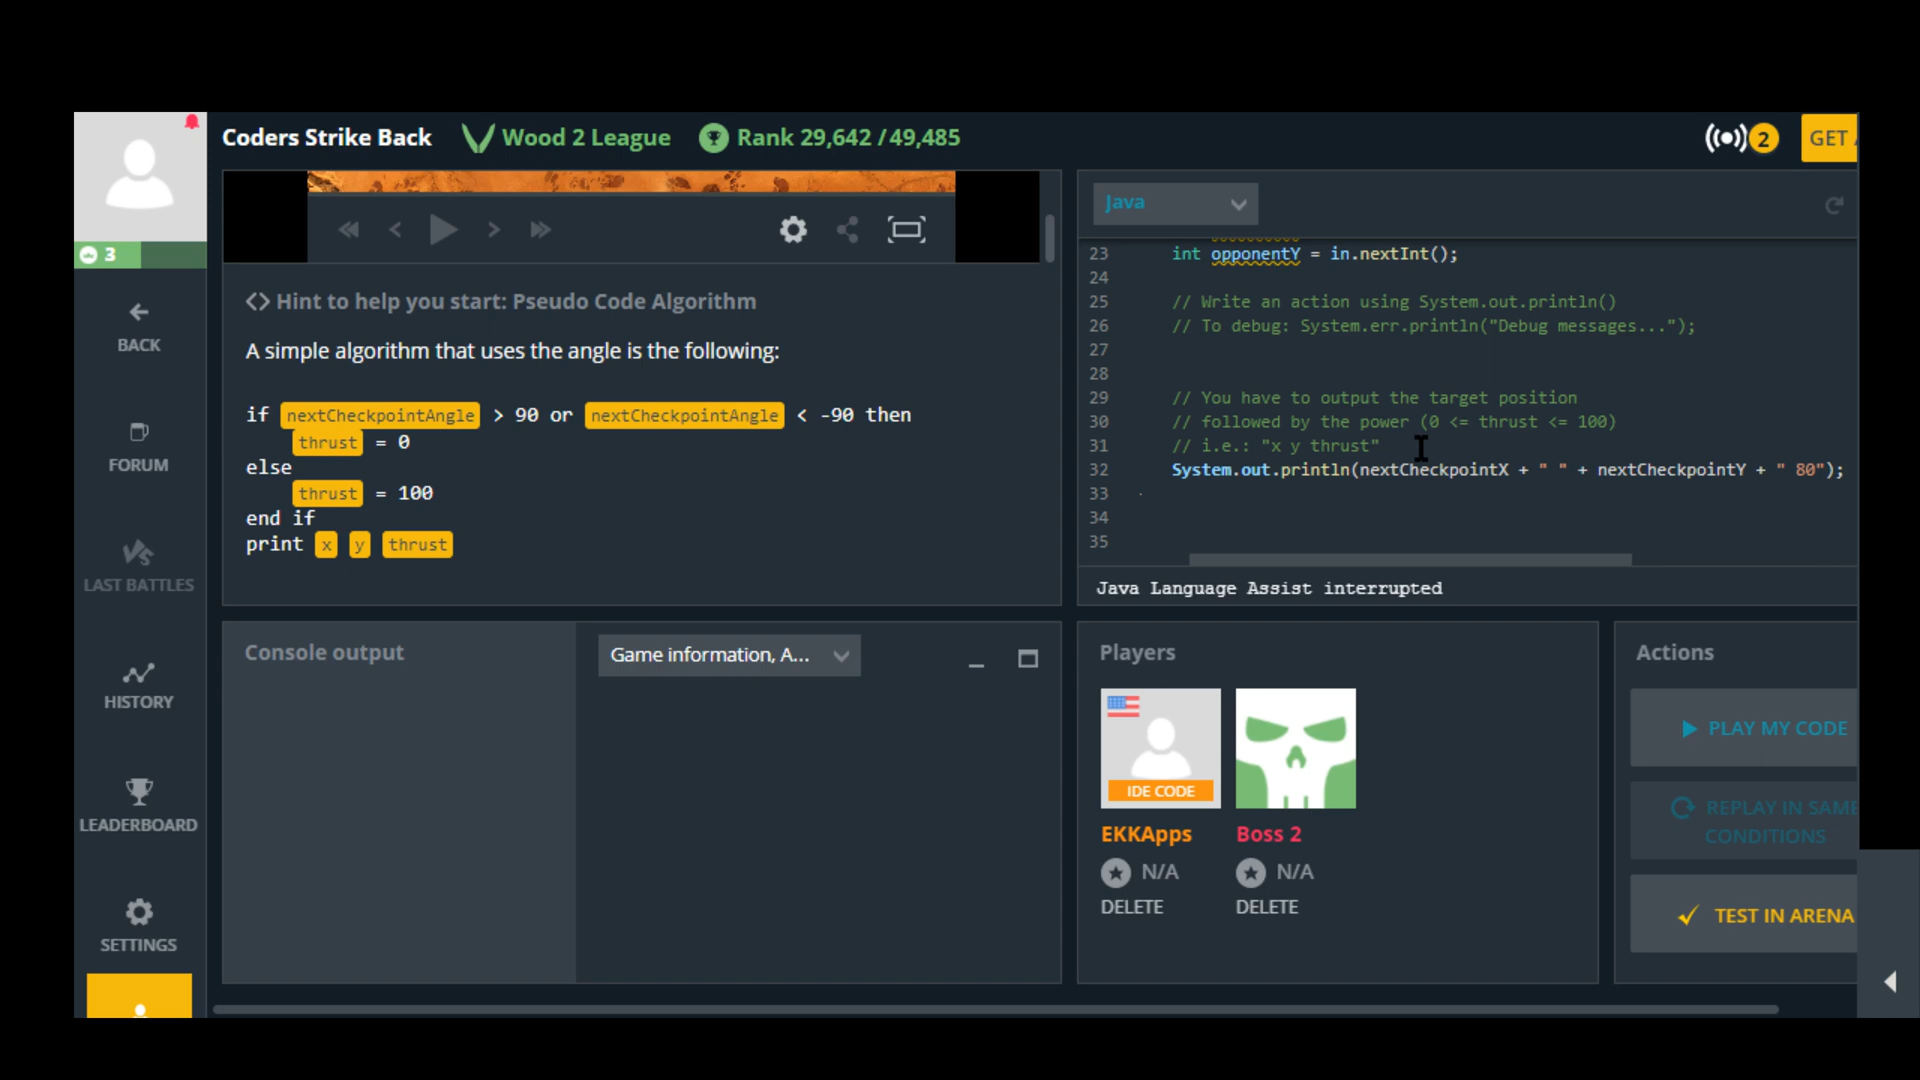 Coders Strike Back
Wood 2 League
Rank 29,642 / 49,485
2
GET
3
BACK
FORUM
LAST BATTLES
HISTORY
LEADERBOARD
SETTINGS
<> Hint to help you start: Pseudo Code Algorithm
A simple algorithm that uses the angle is the following:
if nextCheckpointAngle > 90 or nextCheckpointAngle < -90 then
thrust = 0
else
thrust = 100
end if
print x y thrust
Java
23 int opponentY = in.nextInt();
24
25 // Write an action using System.out.println()
26 // To debug: System.err.println("Debug messages...");
27
28
29 // You have to output the target position
30 // followed by the power (0 <= thrust <= 100)
31 // i.e.: "x y thrust"
32 System.out.println(nextCheckpointX + " " + nextCheckpointY + " 80");
33
34
35
Java Language Assist interrupted
Console output
Game information, A...
Players
IDE CODE
EKKApps
N/A
DELETE
Boss 2
N/A
DELETE
Actions
PLAY MY CODE
REPLAY IN SAME
CONDITIONS
TEST IN ARENA